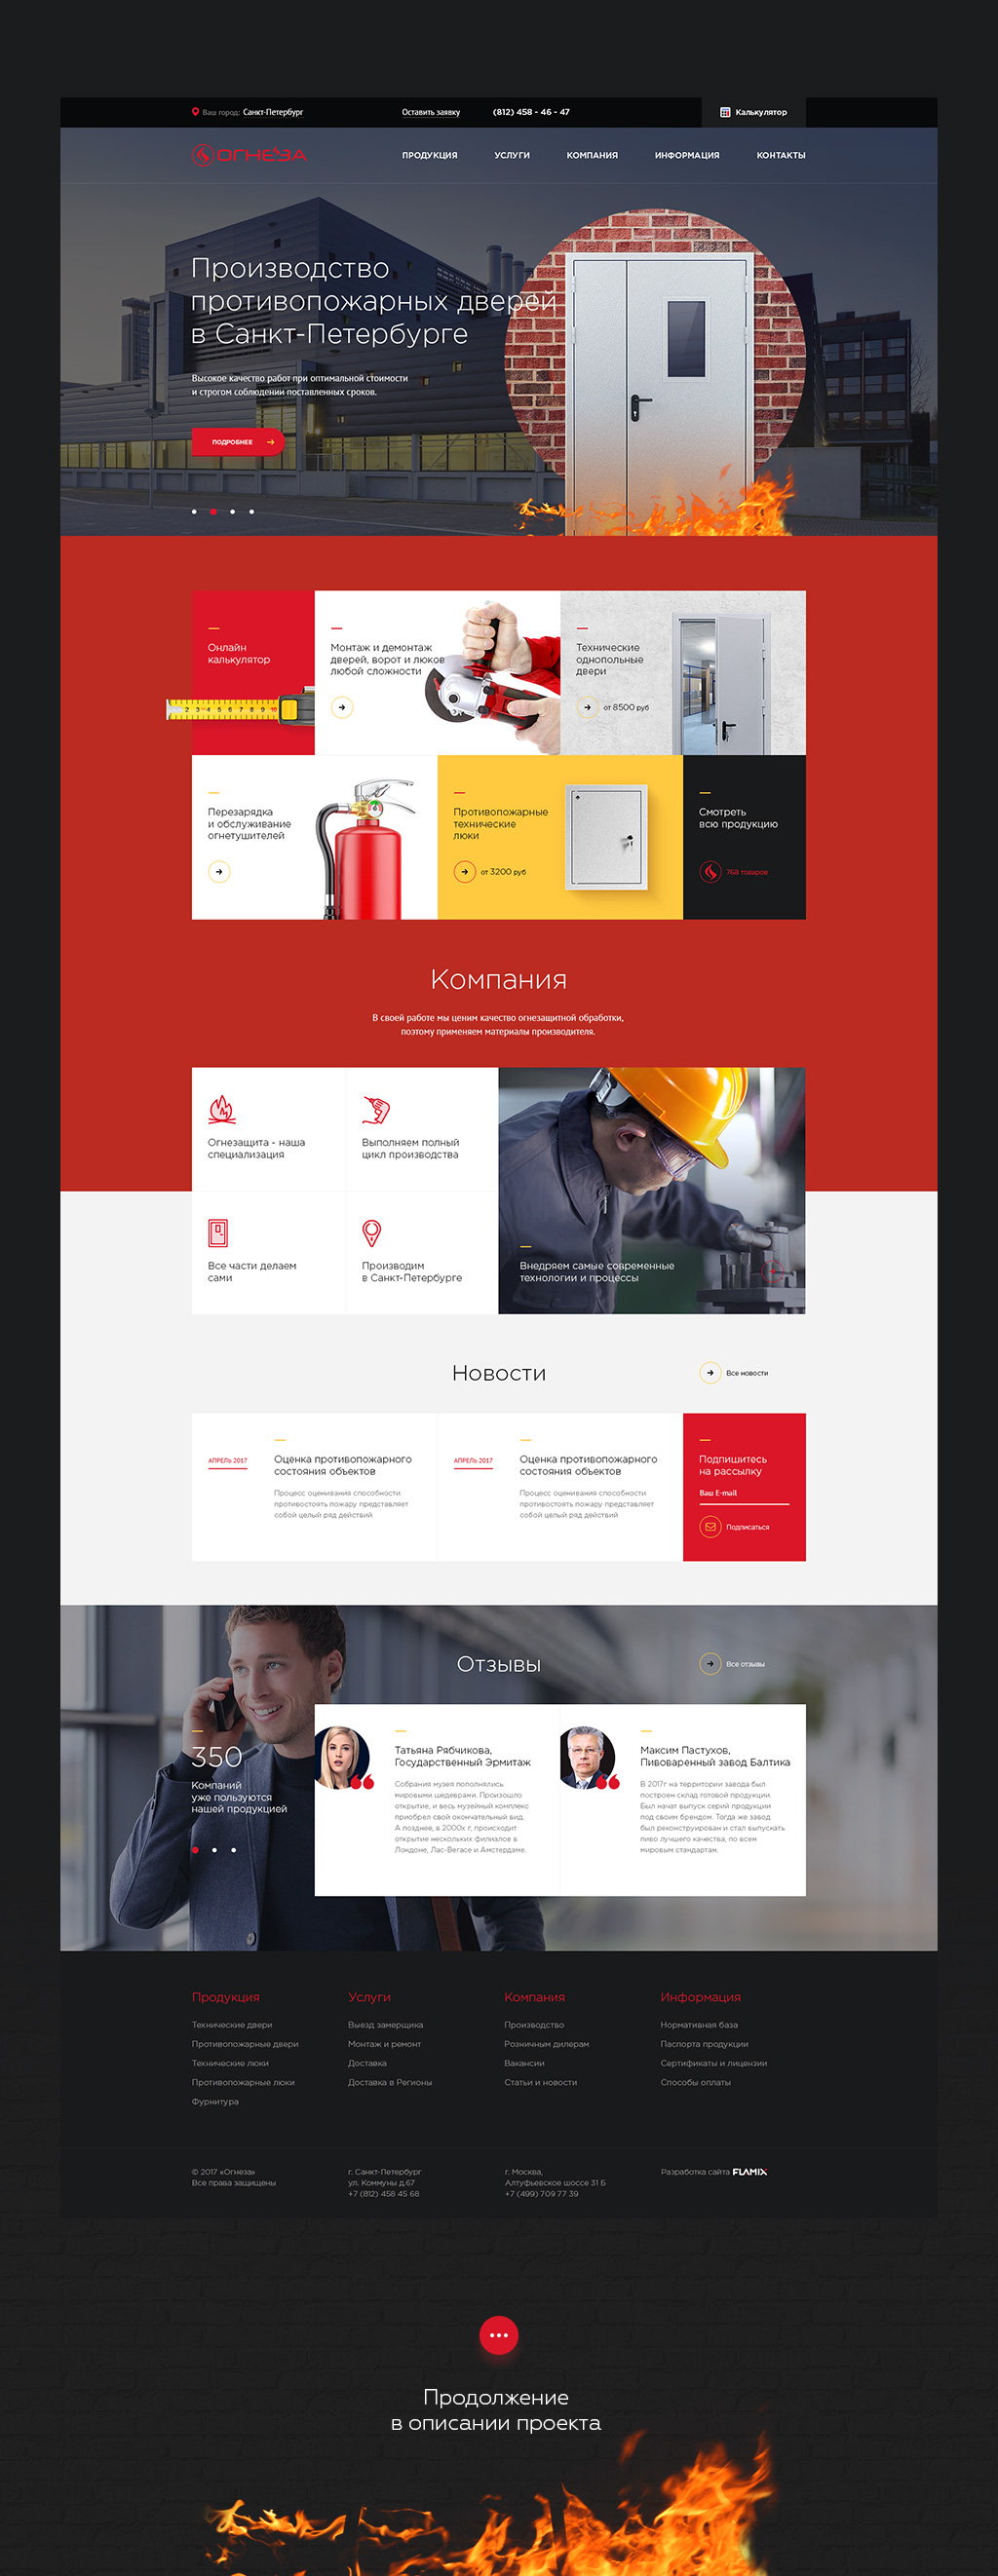 Ваш город: Санкт-Петербург
Оставить заявку
(812) 458 - 46 - 47
Калькулятор
ОГНЕЗА
ПРОДУКЦИЯ
УСЛУГИ
КОМПАНИЯ
ИНФОРМАЦИЯ
КОНТАКТЫ
Производство
противопожарных дверей
в Санкт-Петербурге
Высокое качество работ при оптимальной стоимости
и строгом соблюдении поставленных сроков.
ПОДРОБНЕЕ
Онлайн
калькулятор
2 3 4 5 6 7 8 9 10
Монтаж и демонтаж
дверей, ворот и люков
любой сложности
Технические
однопольные
двери
от 8500 руб
Перезарядка
и обслуживание
огнетушителей
Противопожарные
технические
люки
от 3200 руб
Смотреть
всю продукцию
768 товаров
Компания
В своей работе мы ценим качество огнезащитной обработки,
поэтому применяем материалы производителя.
Огнезащита - наша
специализация
Выполняем полный
цикл производства
Все части делаем
сами
Производим
в Санкт-Петербурге
Внедряем самые современные
технологии и процессы
Новости
Все новости
АПРЕЛЬ 2017
Оценка противопожарного
состояния объектов
Процесс оценивания способности
противостоять пожару представляет
собой целый ряд действий
АПРЕЛЬ 2017
Оценка противопожарного
состояния объектов
Процесс оценивания способности
противостоять пожару представляет
собой целый ряд действий
Подпишитесь
на рассылку
Ваш E-mail
Подписаться
Отзывы
Все отзывы
350
Компаний
уже пользуются
нашей продукцией
Татьяна Рябчикова,
Государственный Эрмитаж
Собрания музея пополнялись
мировыми шедеврами. Произошло
открытие, и весь музейный комплекс
приобрел свой окончательный вид.
А позднее, в 2000х г, происходит
открытие нескольких филиалов в
Лондоне, Лас-Вегасе и Амстердаме.
Максим Пастухов,
Пивоваренный завод Балтика
В 2017г на территории завода был
построен склад готовой продукции.
Был начат выпуск серий продукции
под своим брендом. Тогда же завод
был реконструирован и стал выпускать
пиво лучшего качества, по всем
мировым стандартам.
Продукция
Технические двери
Противопожарные двери
Технические люки
Противопожарные люки
Фурнитура
Услуги
Выезд замерщика
Монтаж и ремонт
Доставка
Доставка в Регионы
Компания
Производство
Розничным дилерам
Вакансии
Статьи и новости
Информация
Нормативная база
Паспорта продукции
Сертификаты и лицензии
Способы оплаты
© 2017 «Огнеза»
Все права защищены
г. Санкт-Петербург
ул. Коммуны д.67
+7 (812) 458 45 68
г. Москва,
Алтуфьевское шоссе 31 Б
+7 (499) 709 77 39
Разработка сайта FLAMIX
Продолжение
в описании проекта